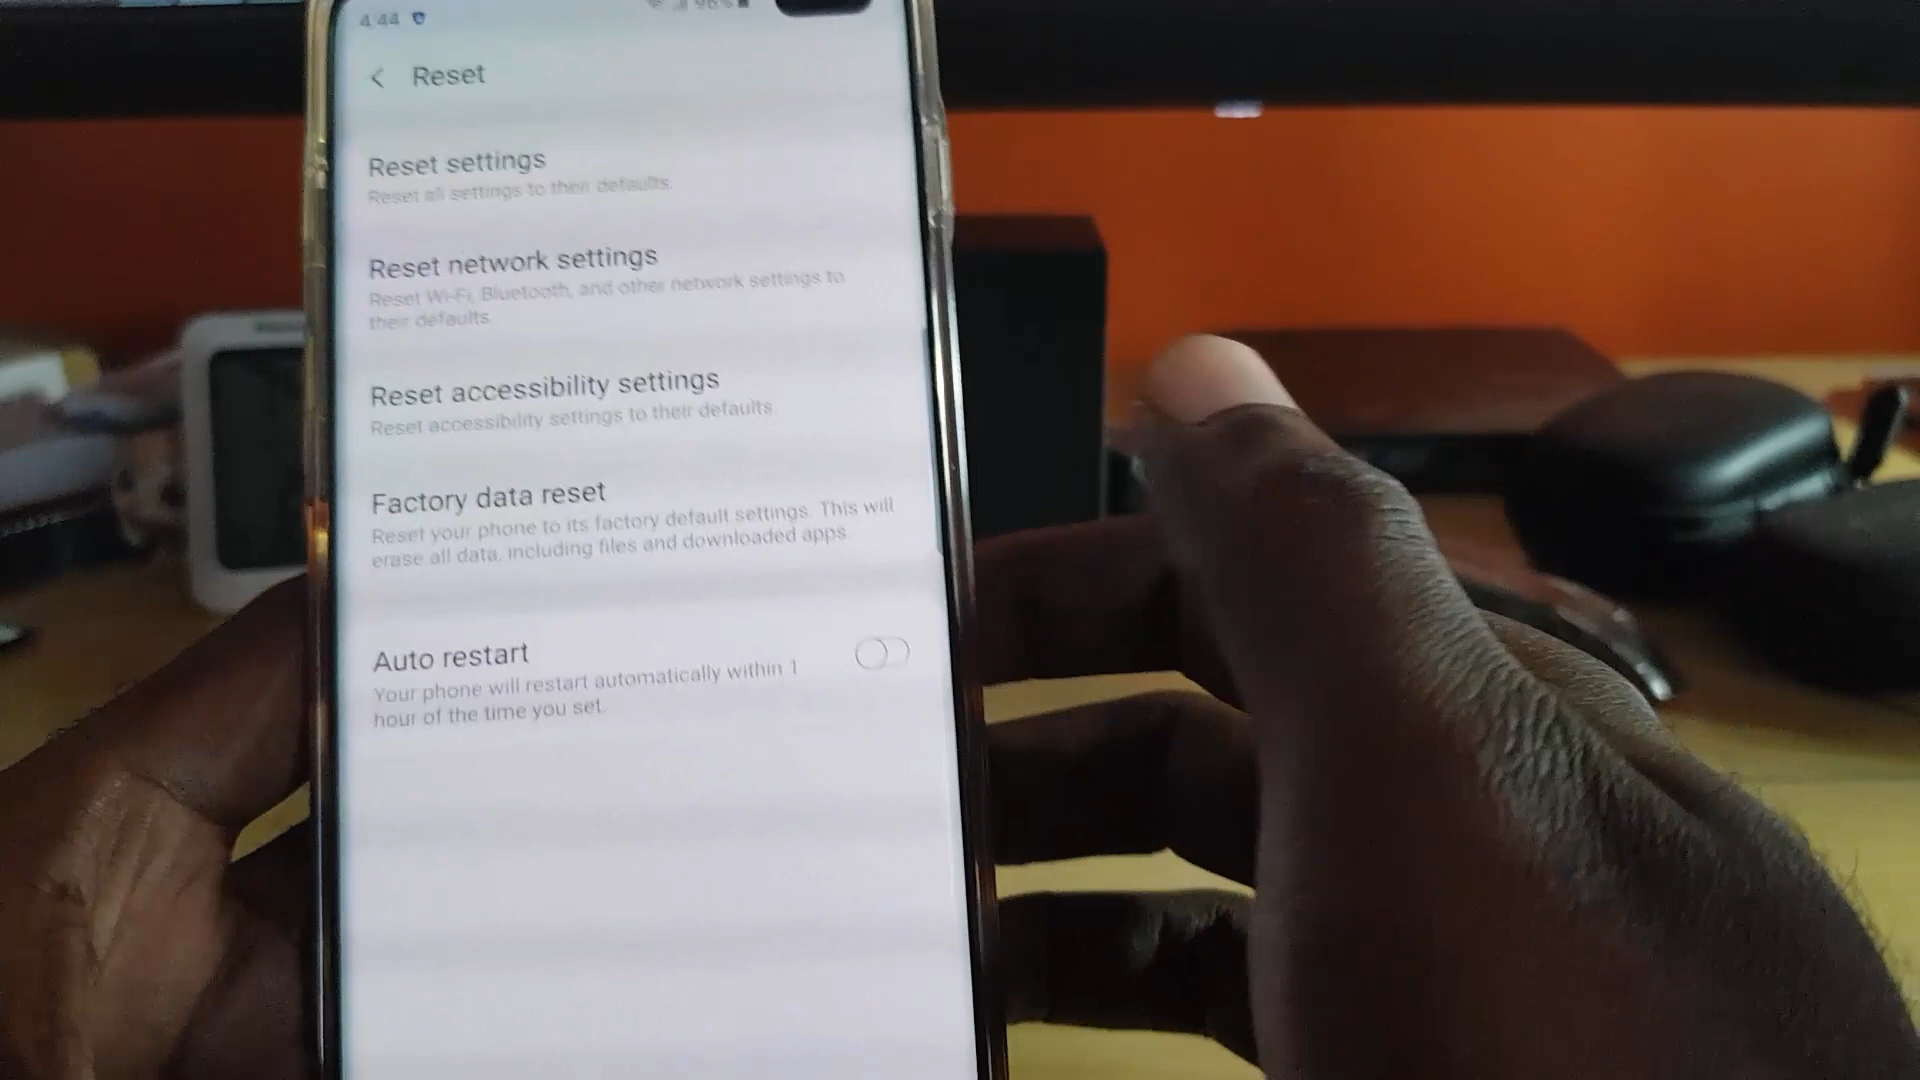 4:44
Reset
Reset settings
Reset all settings to their defaults.
Reset network settings
Reset Wi-Fi, Bluetooth, and other network settings to
their defaults.
Reset accessibility settings
Reset accessibility settings to their defaults.
Factory data reset
Reset your phone to its factory default settings. This will
erase all data, including files and downloaded apps.
Auto restart
Your phone will restart automatically within 1
hour of the time you set.